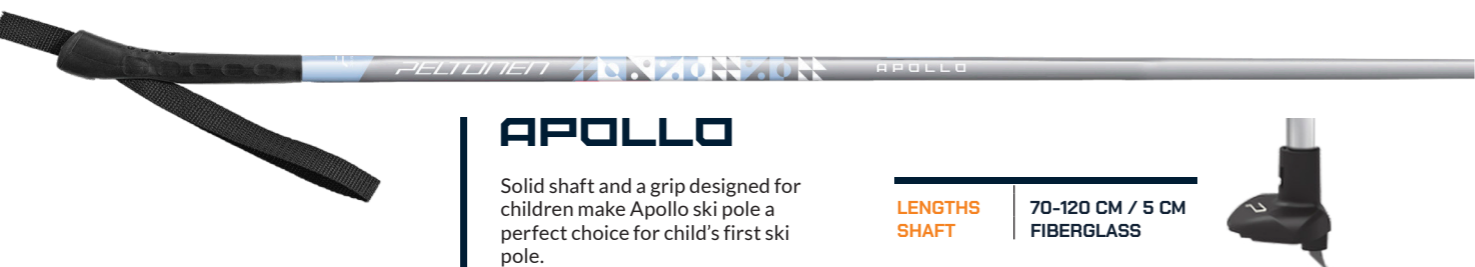 PELTONEN
APOLLO
APOLLO
Solid shaft and a grip designed for
children make Apollo ski pole a
perfect choice for child's first ski
pole.
LENGTHS 70-120 CM / 5 CM
SHAFT FIBERGLASS